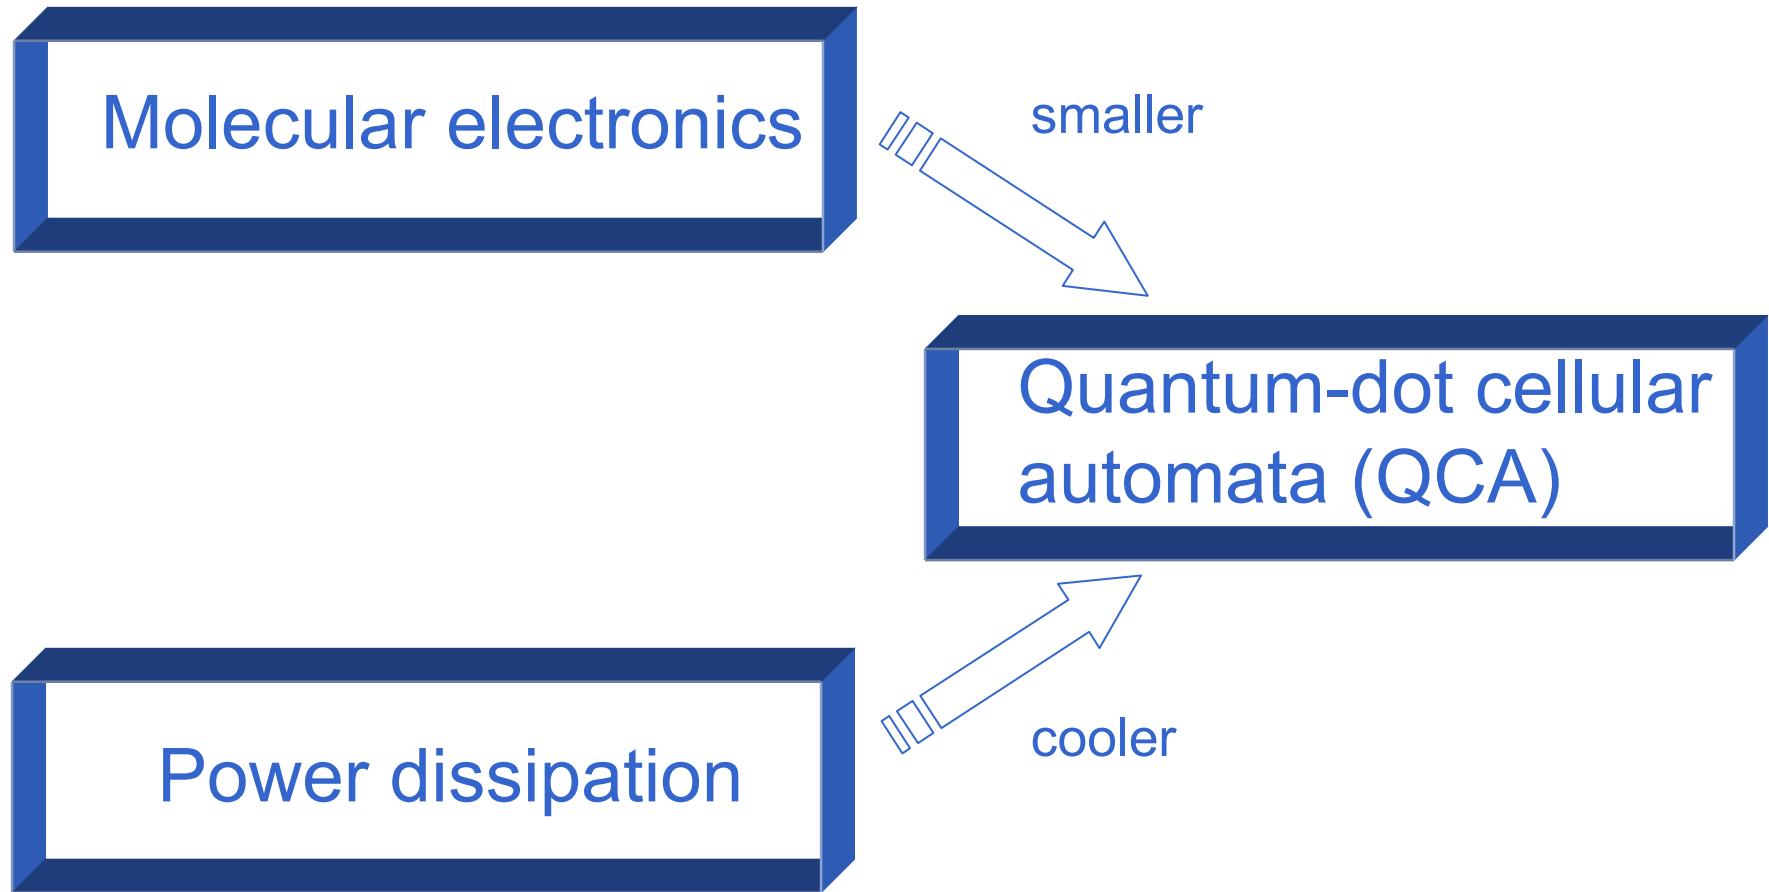 Molecular electronics
smaller
Quantum-dot cellular
automata (QCA)
cooler
Power dissipation